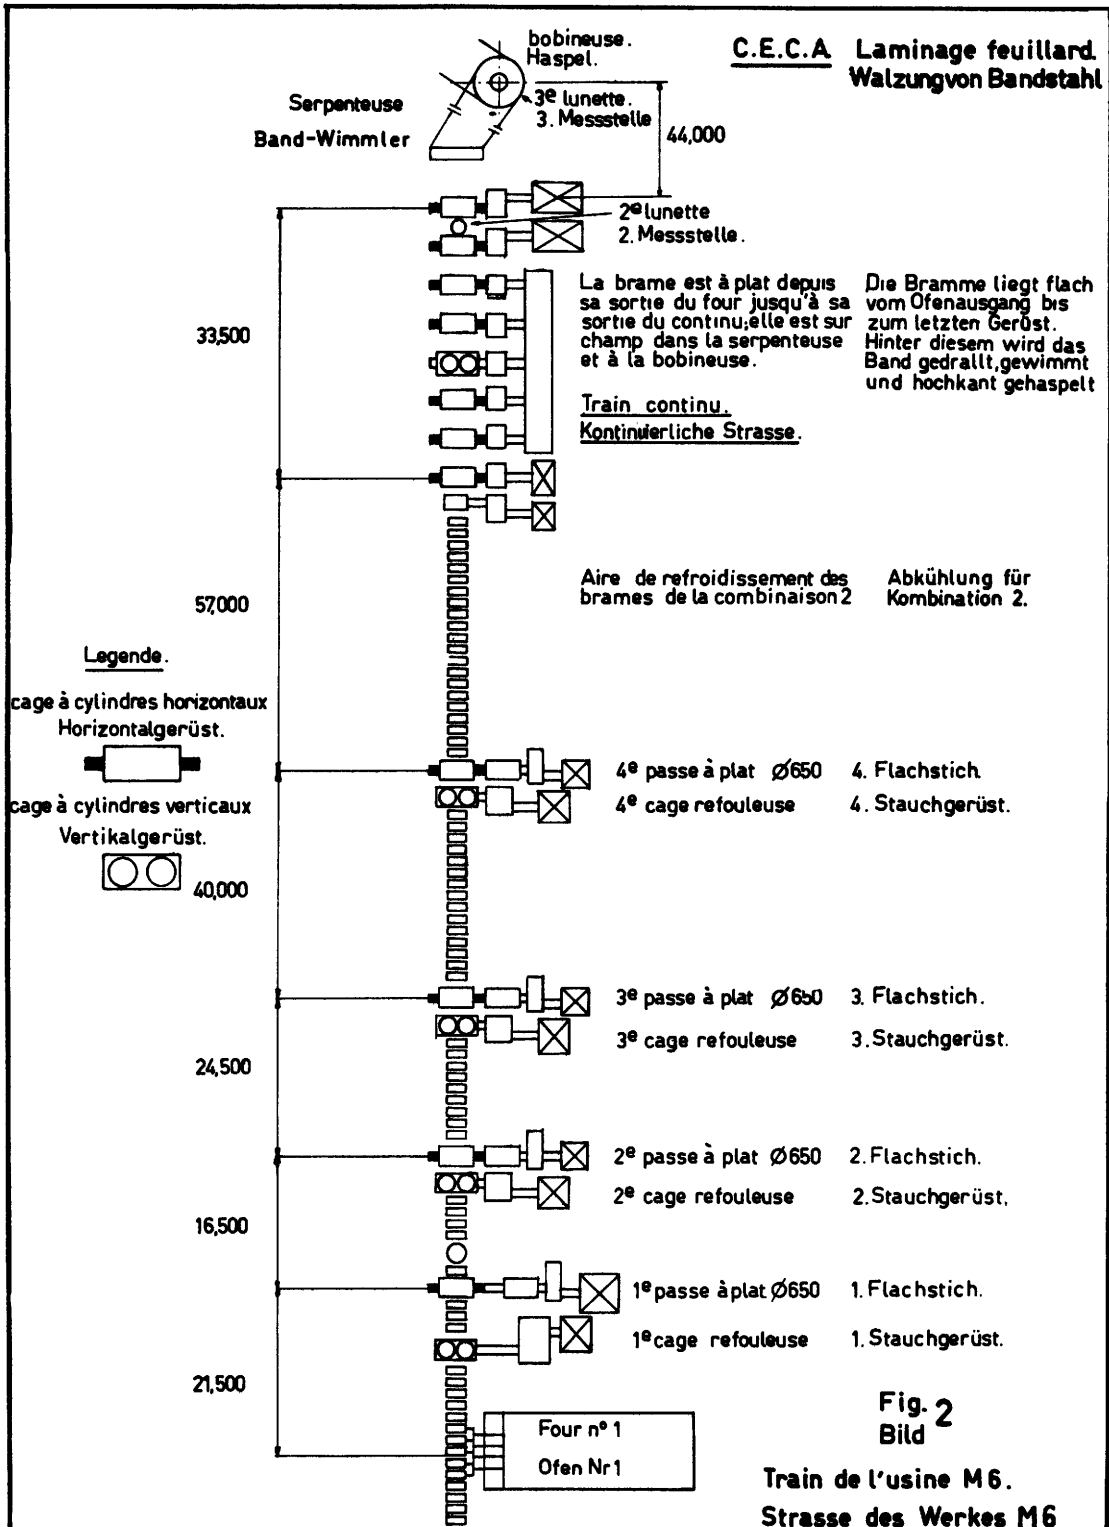 bobineuse.
Haspel.
C.E.C.A. Laminage feuillard.
Walzung von Bandstahl
Serpenteuse
Band-Wimmler
3e lunette.
3. Messstelle
44,000
2e lunette
2. Messstelle.
33,500
La brame est à plat depuis
sa sortie du four jusqu'à sa
sortie du continu; elle est sur
champ dans la serpenteuse
et à la bobineuse.
Die Bramme liegt flach
vom Ofenausgang bis
zum letzten Gerüst.
Hinter diesem wird das
Band gedrallt, gewimmt
und hochkant gehaspelt
Train continu.
Kontinuierliche Strasse.
Aire de refroidissement des
brames de la combinaison 2
Abkühlung für
Kombination 2.
57,000
Legende.
cage à cylindres horizontaux
Horizontalgerüst.
cage à cylindres verticaux
Vertikalgerüst.
4e passe à plat Ø650 4. Flachstich
4e cage refouleuse 4. Stauchgerüst.
40,000
3e passe à plat Ø650 3. Flachstich.
3e cage refouleuse 3. Stauchgerüst.
24,500
2e passe à plat Ø650 2. Flachstich.
2e cage refouleuse 2. Stauchgerüst.
16,500
1e passe à plat Ø650 1. Flachstich.
1e cage refouleuse 1. Stauchgerüst.
21,500
Four n° 1
Ofen Nr 1
Fig. 2
Bild
Train de l'usine M6.
Strasse des Werkes M6